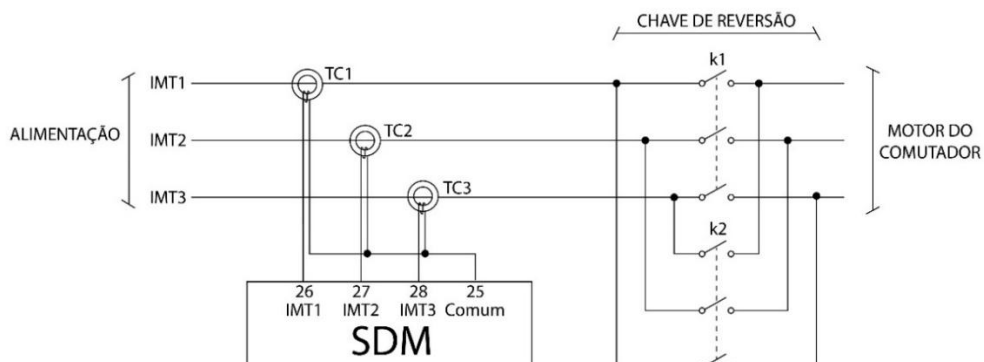 CHAVE DE REVERSÃO
k1
IMT1
TC1
ALIMENTAÇÃO
IMT2
TC2
MOTOR DO
COMUTADOR
IMT3
TC3
k2
26 27 28 25
IMT1 IMT2 IMT3 Comum
SDM